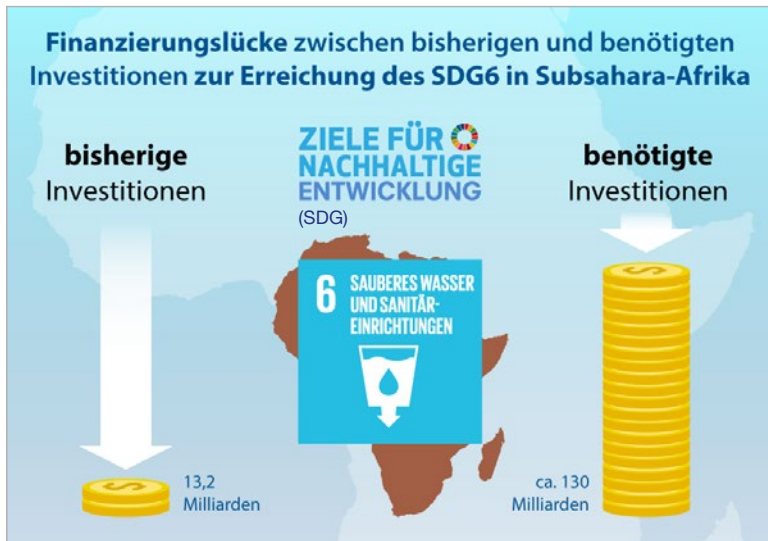 Finanzierungslücke zwischen bisherigen und benötigten
Investitionen zur Erreichung des SDG6 in Subsahara-Afrika
bisherige
Investitionen
ZIELE FÜR
NACHHALTIGE
ENTWICKLUNG
(SDG)
benötigte
Investitionen
6 SAUBERES WASSER
UND SANITÄR-
EINRICHTUNGEN
13,2
Milliarden
ca. 130
Milliarden